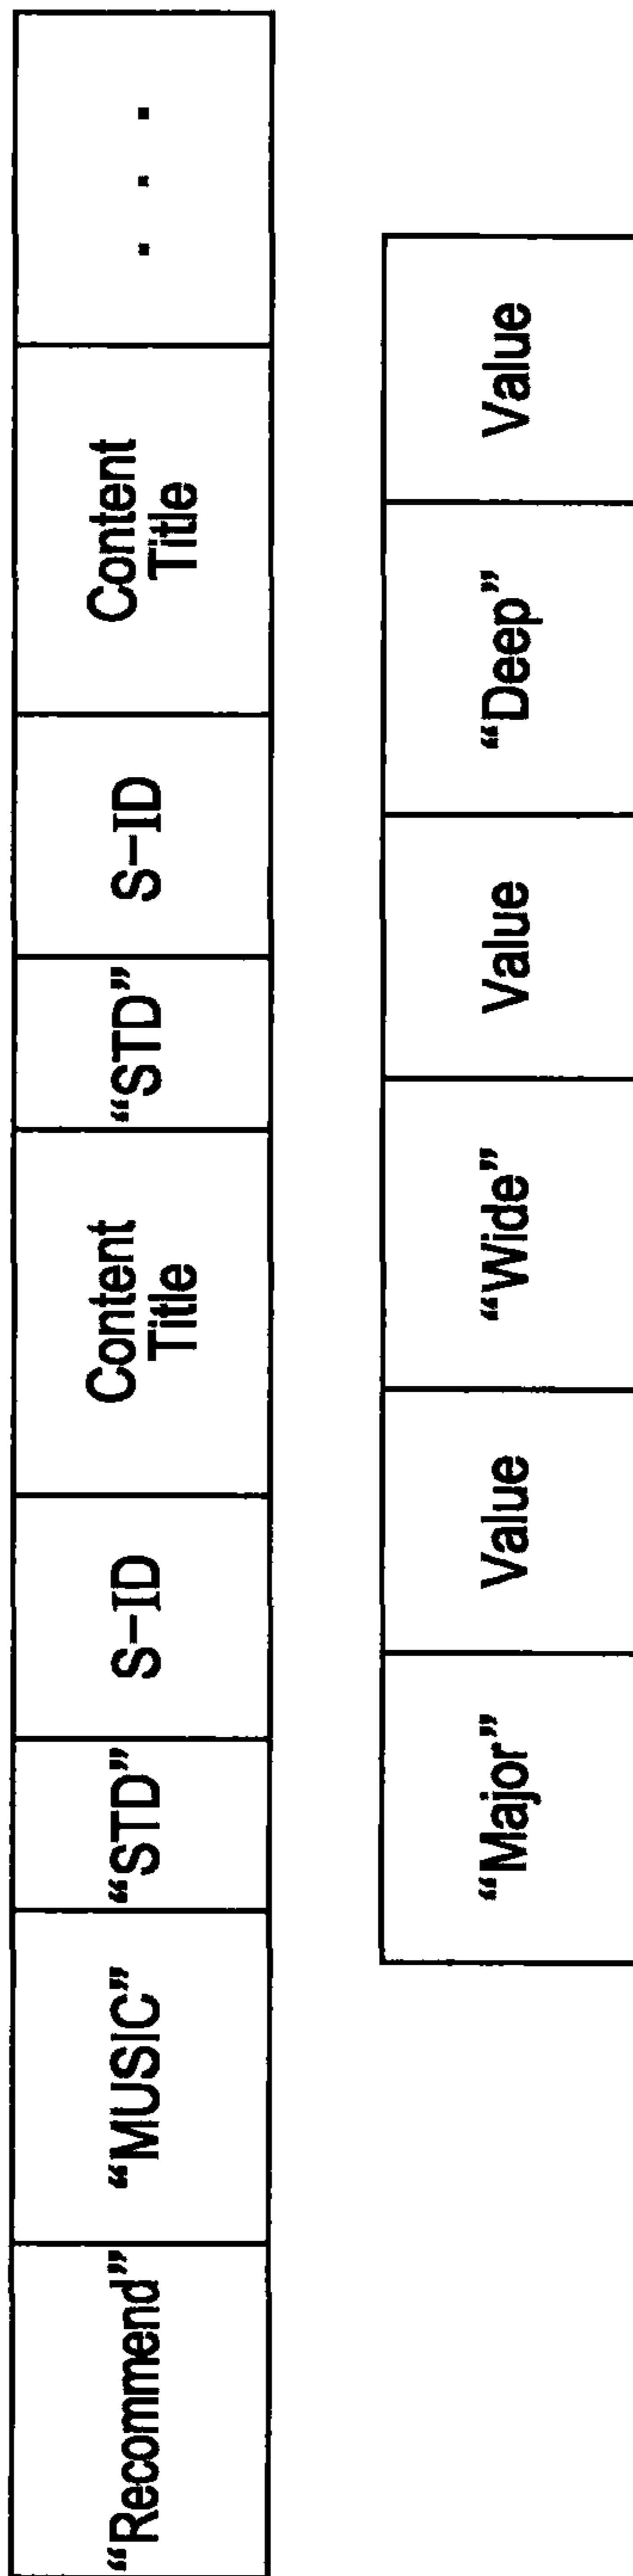 “Recommend”
“MUSIC”
“STD”
S-ID
Content
Title
“STD”
S-ID
Content
Title
. . .
“Major”
Value
“Wide”
Value
“Deep”
Value